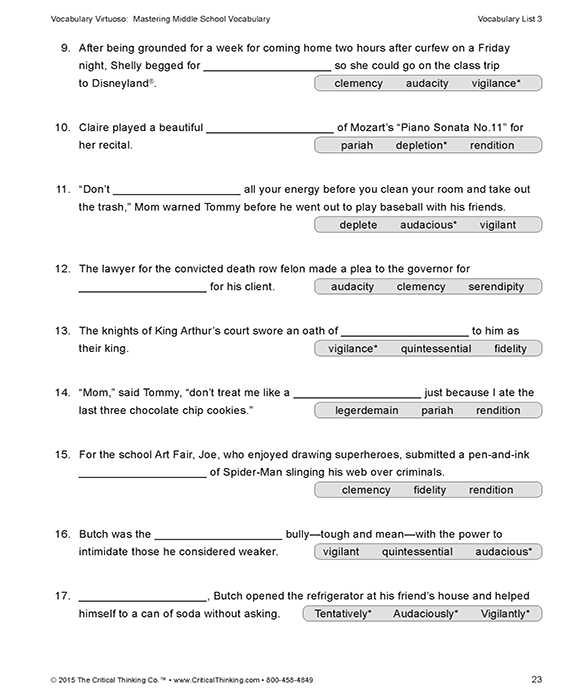 Vocabulary Virtuoso: Mastering Middle School Vocabulary Vocabulary List 3
9. After being grounded for a week for coming home two hours after curfew on a Friday
night, Shelly begged for ____________________ so she could go on the class trip
to Disneyland®. clemency audacity vigilance*
10. Claire played a beautiful ____________________ of Mozart's “Piano Sonata No.11” for
her recital. pariah depletion* rendition
11. “Don't ____________________ all your energy before you clean your room and take out
the trash,” Mom warned Tommy before he went out to play baseball with his friends.
deplete audacious* vigilant
12. The lawyer for the convicted death row felon made a plea to the governor for
____________________ for his client. audacity clemency serendipity
13. The knights of King Arthur's court swore an oath of ____________________ to him as
their king. vigilance* quintessential fidelity
14. “Mom,” said Tommy, “don't treat me like a ____________________ just because I ate the
last three chocolate chip cookies.” legerdemain pariah rendition
15. For the school Art Fair, Joe, who enjoyed drawing superheroes, submitted a pen-and-ink
____________________ of Spider-Man slinging his web over criminals.
clemency fidelity rendition
16. Butch was the ____________________ bully—tough and mean—with the power to
intimidate those he considered weaker. vigilant quintessential audacious*
17. ____________________, Butch opened the refrigerator at his friend's house and helped
himself to a can of soda without asking. Tentatively* Audaciously* Vigilantly*
© 2015 The Critical Thinking Co.™ • www.CriticalThinking.com • 800-458-4849 23